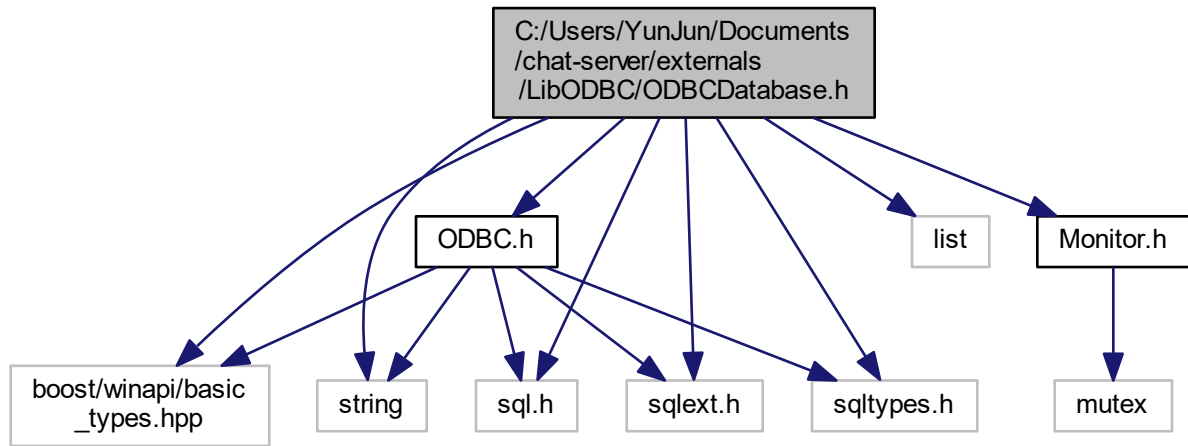 C:/Users/YunJun/Documents
/chat-server/externals
/LibODBC/ODBCDatabase.h
ODBC.h
list
Monitor.h
boost/winapi/basic
_types.hpp
string
sql.h
sqlext.h
sqltypes.h
mutex